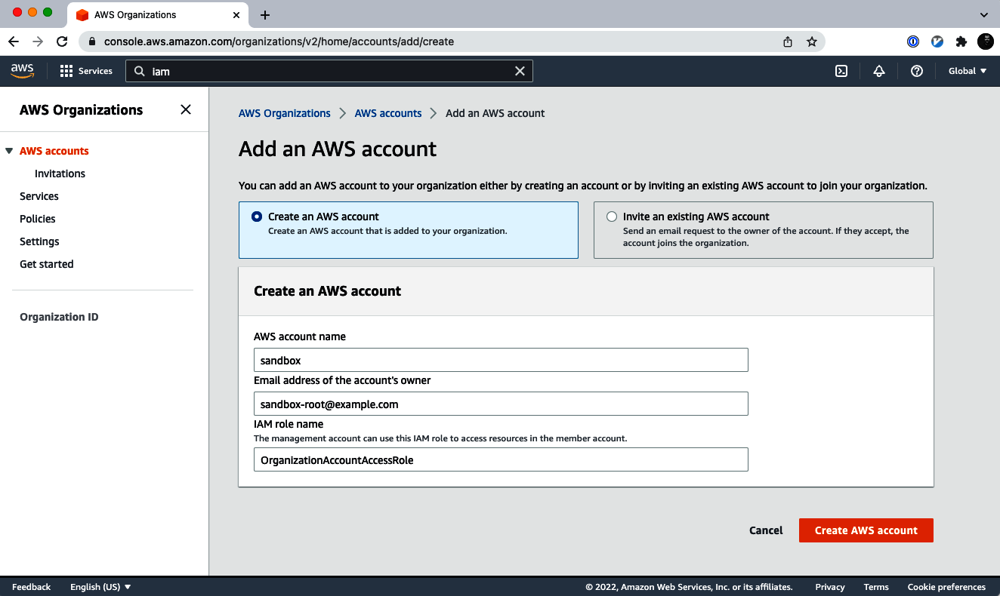 AWS Organizations
console.aws.amazon.com/organizations/v2/home/accounts/add/create
aws
Services
iam
Global
AWS Organizations
AWS accounts
Invitations
Services
Policies
Settings
Get started
Organization ID
AWS Organizations
AWS accounts
Add an AWS account
Add an AWS account
You can add an AWS account to your organization either by creating an account or by inviting an existing AWS account to join your organization.
Create an AWS account
Create an AWS account that is added to your organization.
Invite an existing AWS account
Send an email request to the owner of the account. If they accept, the
account joins the organization.
Create an AWS account
AWS account name
sandbox
Email address of the account's owner
sandbox-root@example.com
IAM role name
The management account can use this IAM role to access resources in the member account.
OrganizationAccountAccessRole
Cancel
Create AWS account
Feedback
English (US)
© 2022, Amazon Web Services, Inc. or its affiliates.
Privacy
Terms
Cookie preferences